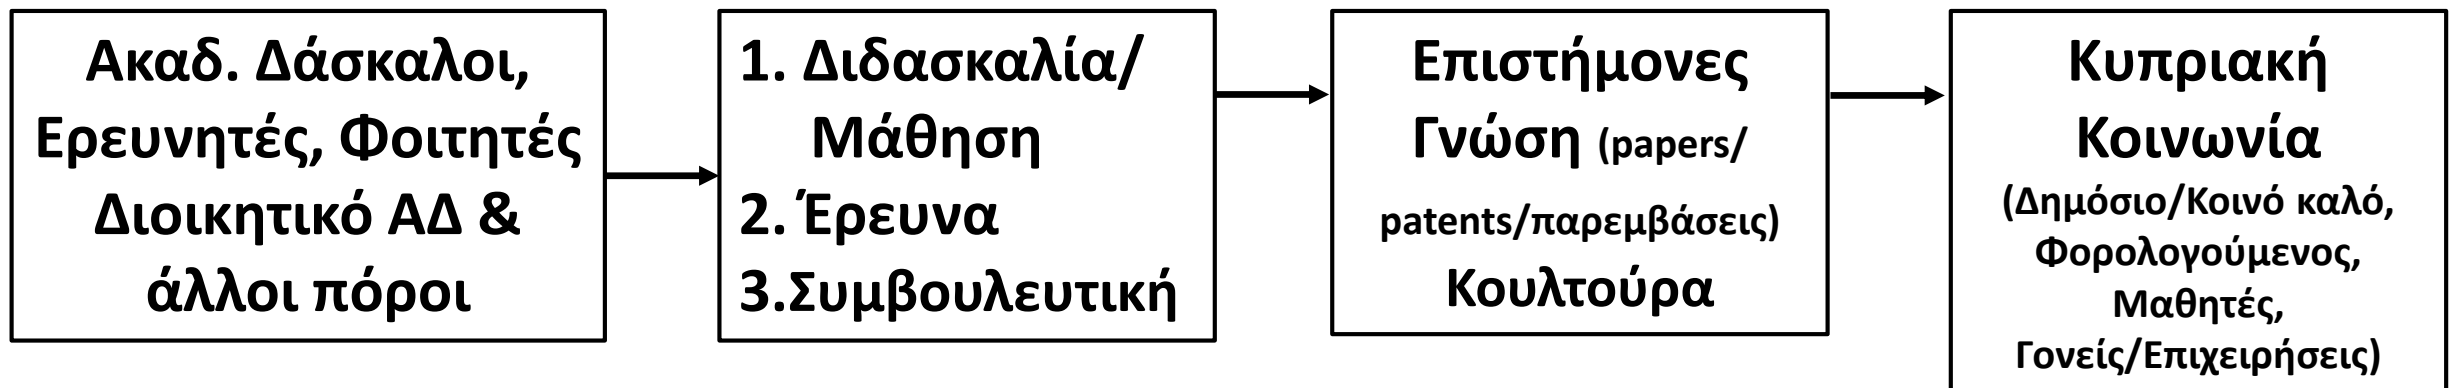 Ακαδ. Δάσκαλοι,
Ερευνητές, Φοιτητές
Διοικητικό ΑΔ &
άλλοι πόροι
1. Διδασκαλία/
Μάθηση
2. Έρευνα
3.Συμβουλευτική
Επιστήμονες
Γνώση (papers/
patents/παρεμβάσεις)
Κουλτούρα
Κυπριακή
Κοινωνία
(Δημόσιο/Κοινό καλό,
Φορολογούμενος,
Μαθητές,
Γονείς/Επιχειρήσεις)